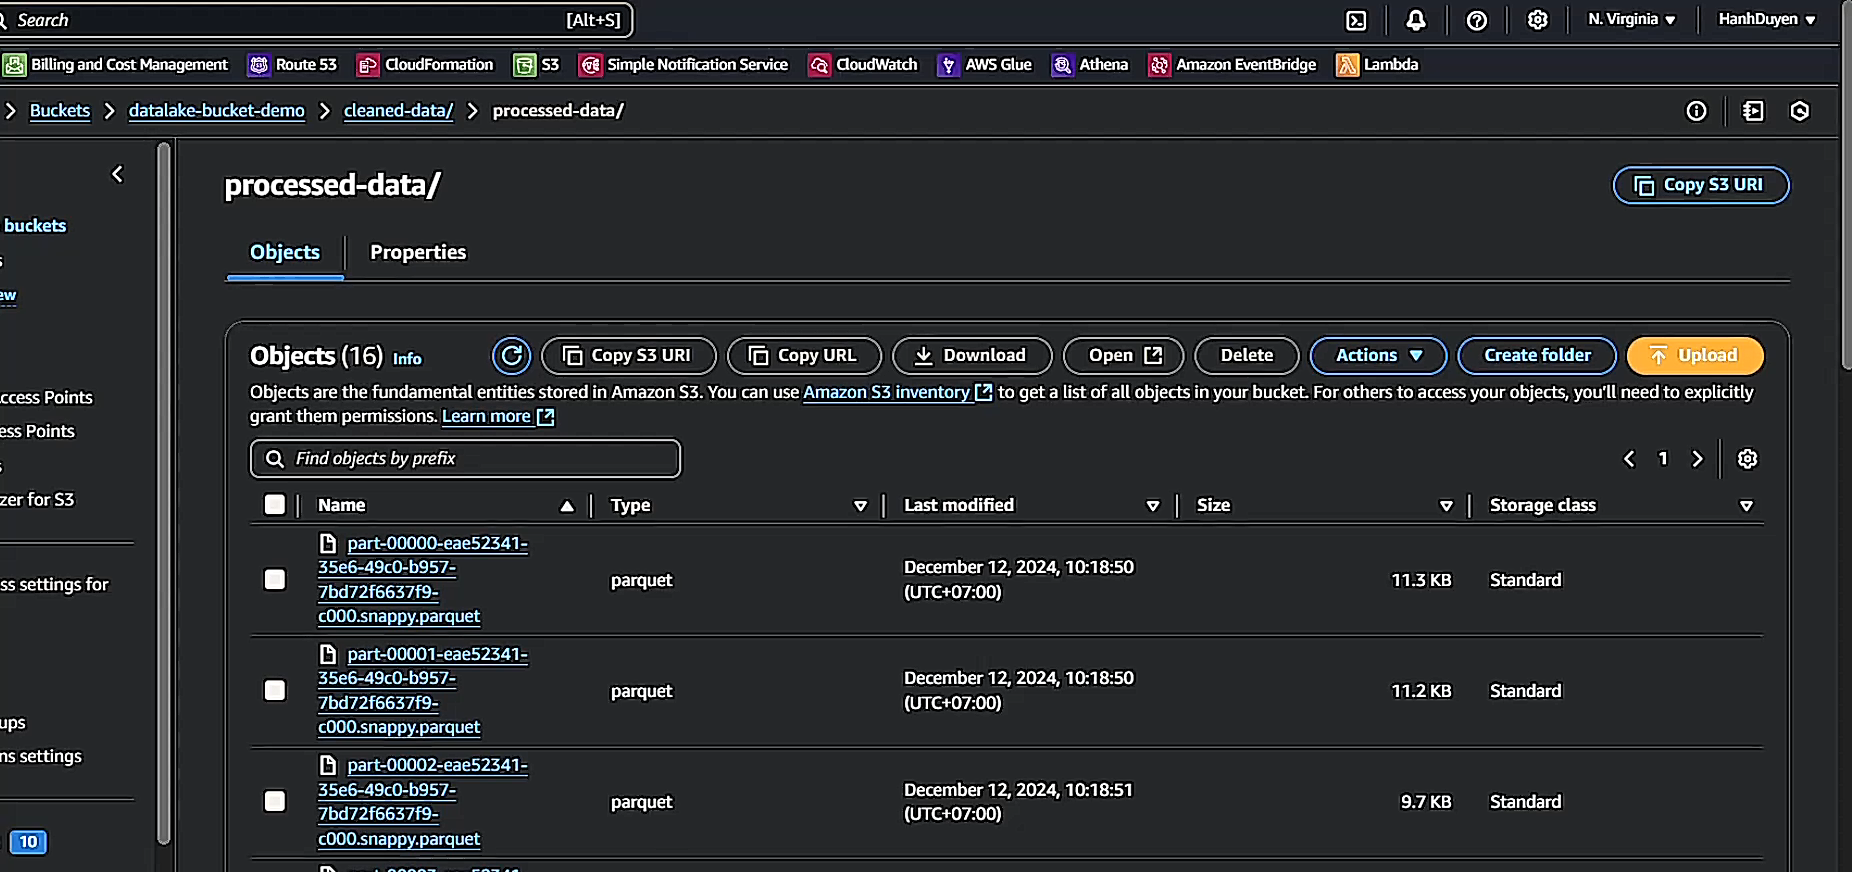 Search [Alt+S] N. Virginia HanhDuyen
Billing and Cost Management Route 53 CloudFormation S3 Simple Notification Service CloudWatch AWS Glue Athena Amazon EventBridge Lambda
Buckets datalake-bucket-demo cleaned-data/ processed-data/
processed-data/
Copy S3 URI
buckets
Objects Properties
Objects (16) Info Copy S3 URI Copy URL Download Open Delete Actions Create folder Upload
Objects are the fundamental entities stored in Amazon S3. You can use Amazon S3 inventory to get a list of all objects in your bucket. For others to access your objects, you'll need to explicitly
grant them permissions. Learn more
ccess Points
ess Points
zer for S3
ss settings for
ups
ns settings
10
Find objects by prefix
1
Name Type Last modified Size Storage class
part-00000-eae52341-
35e6-49c0-b957-
7bd72f6637f9-
c000.snappy.parquet
parquet
December 12, 2024, 10:18:50
(UTC+07:00)
11.3 KB
Standard
part-00001-eae52341-
35e6-49c0-b957-
7bd72f6637f9-
c000.snappy.parquet
parquet
December 12, 2024, 10:18:50
(UTC+07:00)
11.2 KB
Standard
part-00002-eae52341-
35e6-49c0-b957-
7bd72f6637f9-
c000.snappy.parquet
parquet
December 12, 2024, 10:18:51
(UTC+07:00)
9.7 KB
Standard